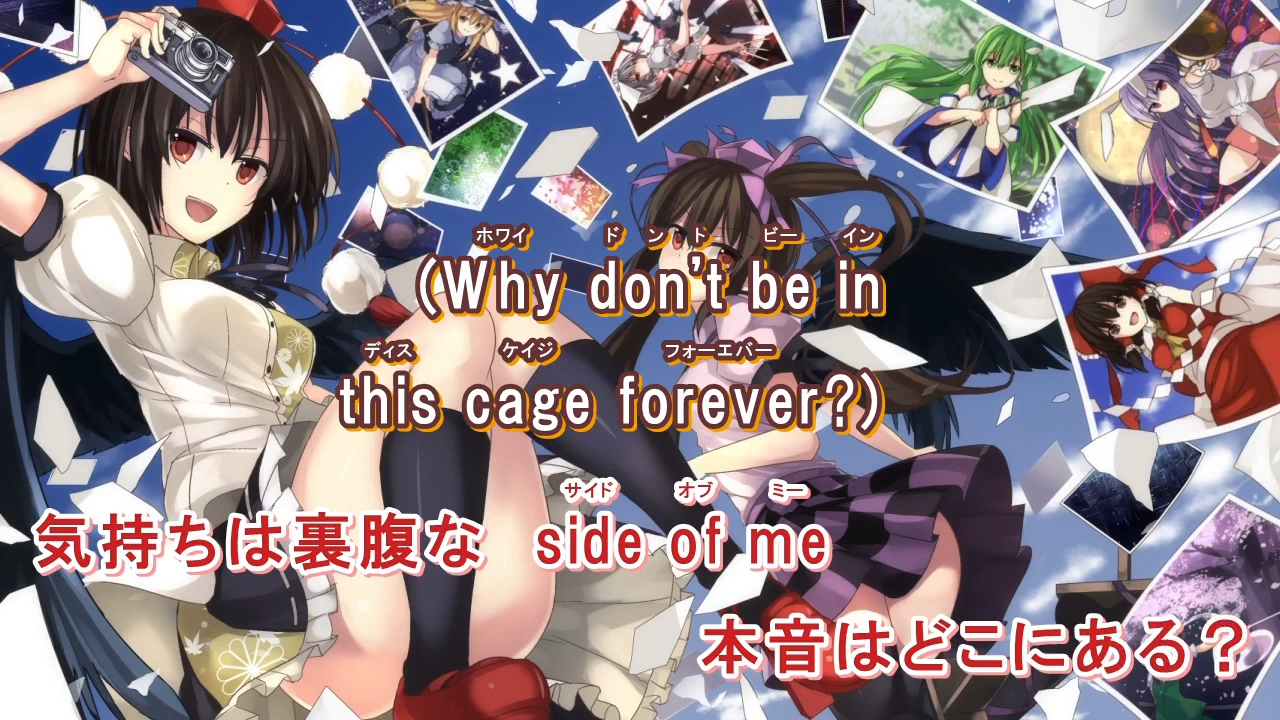 ホワイ ドント ビー イン
(Why don't be in
ディス ケイジ フォーエバー
this cage forever?)
サイド オブ ミー
気持ちは裏腹な side of me
本音はどこにある？